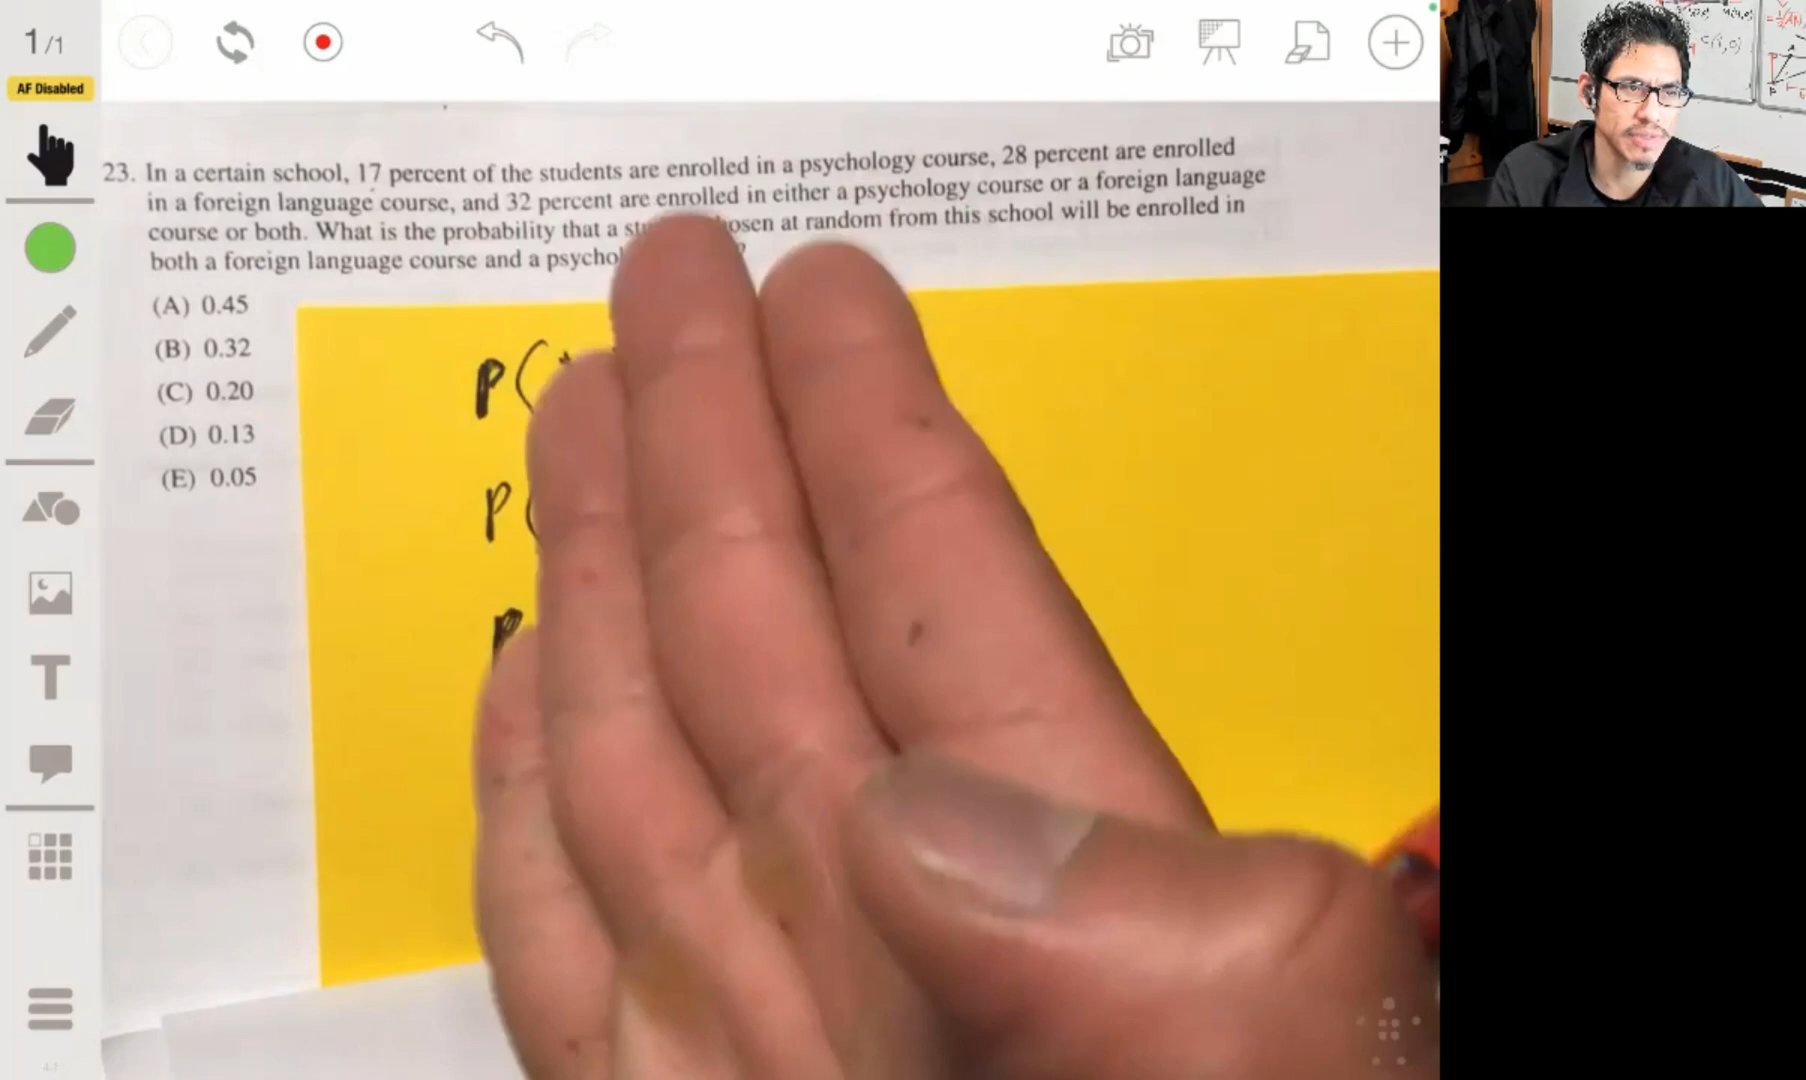 1/1
AF Disabled
23. In a certain school, 17 percent of the students are enrolled in a psychology course, 28 percent are enrolled
in a foreign language course, and 32 percent are enrolled in either a psychology course or a foreign language
course or both. What is the probability that a st osen at random from this school will be enrolled in
both a foreign language course and a psycho ?
(A) 0.45
(B) 0.32
(C) 0.20
(D) 0.13
(E) 0.05
P(
P(
P
T
C(1,0)